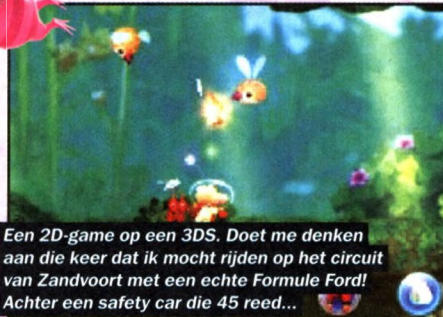 Een 2D-game op een 3DS. Doet me denken
aan die keer dat ik mocht rijden op het circuit
van Zandvoort met een echte Formule Ford!
Achter een safety car die 45 reed...